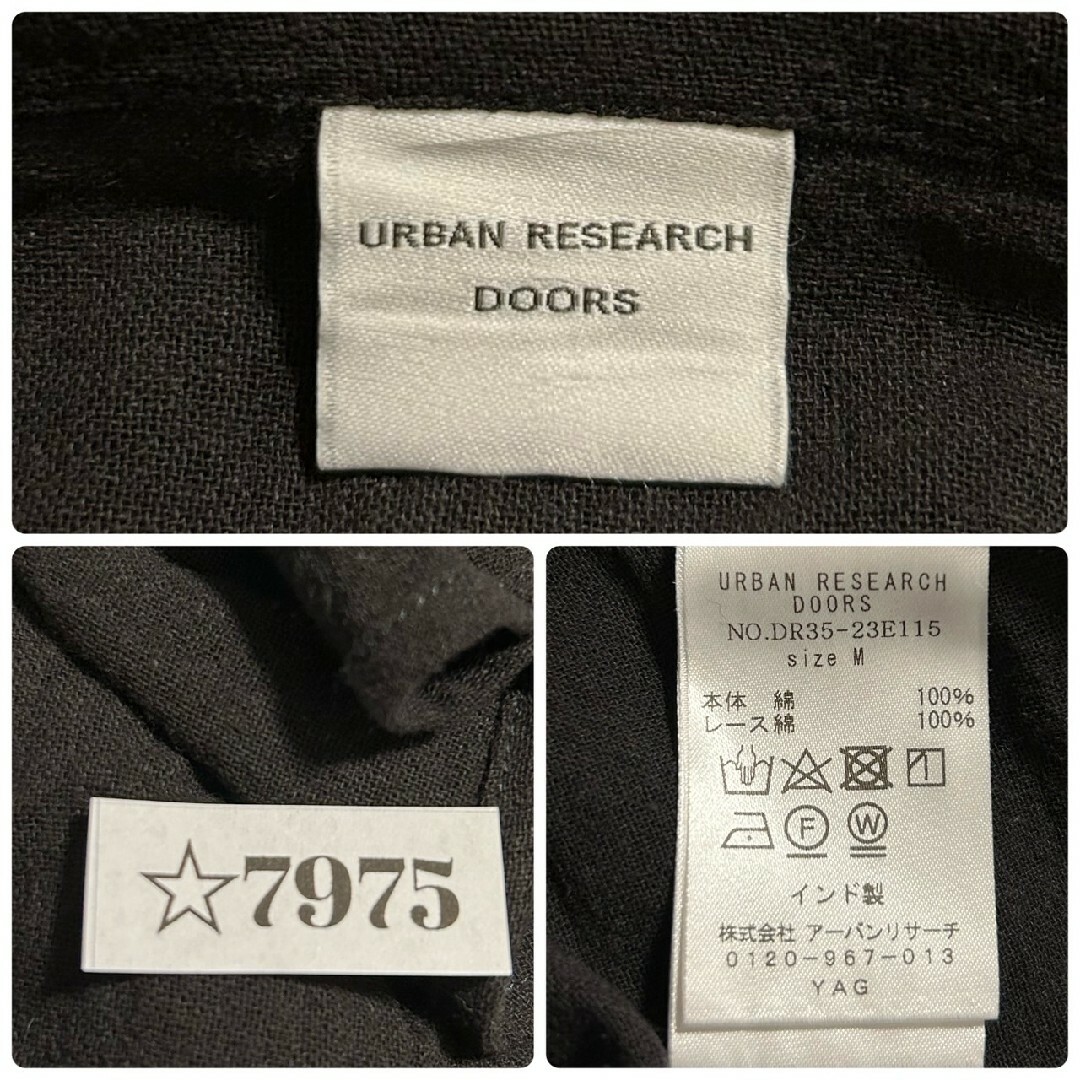 URBAN RESEARCH
DOORS
☆7975
URBAN RESEARCH
DOORS
NO.DR35-23E115
size M
本体 綿 100%
レース綿 100%
F W
インド製
株式会社 アーバンリサーチ
0120-967-013
YAG